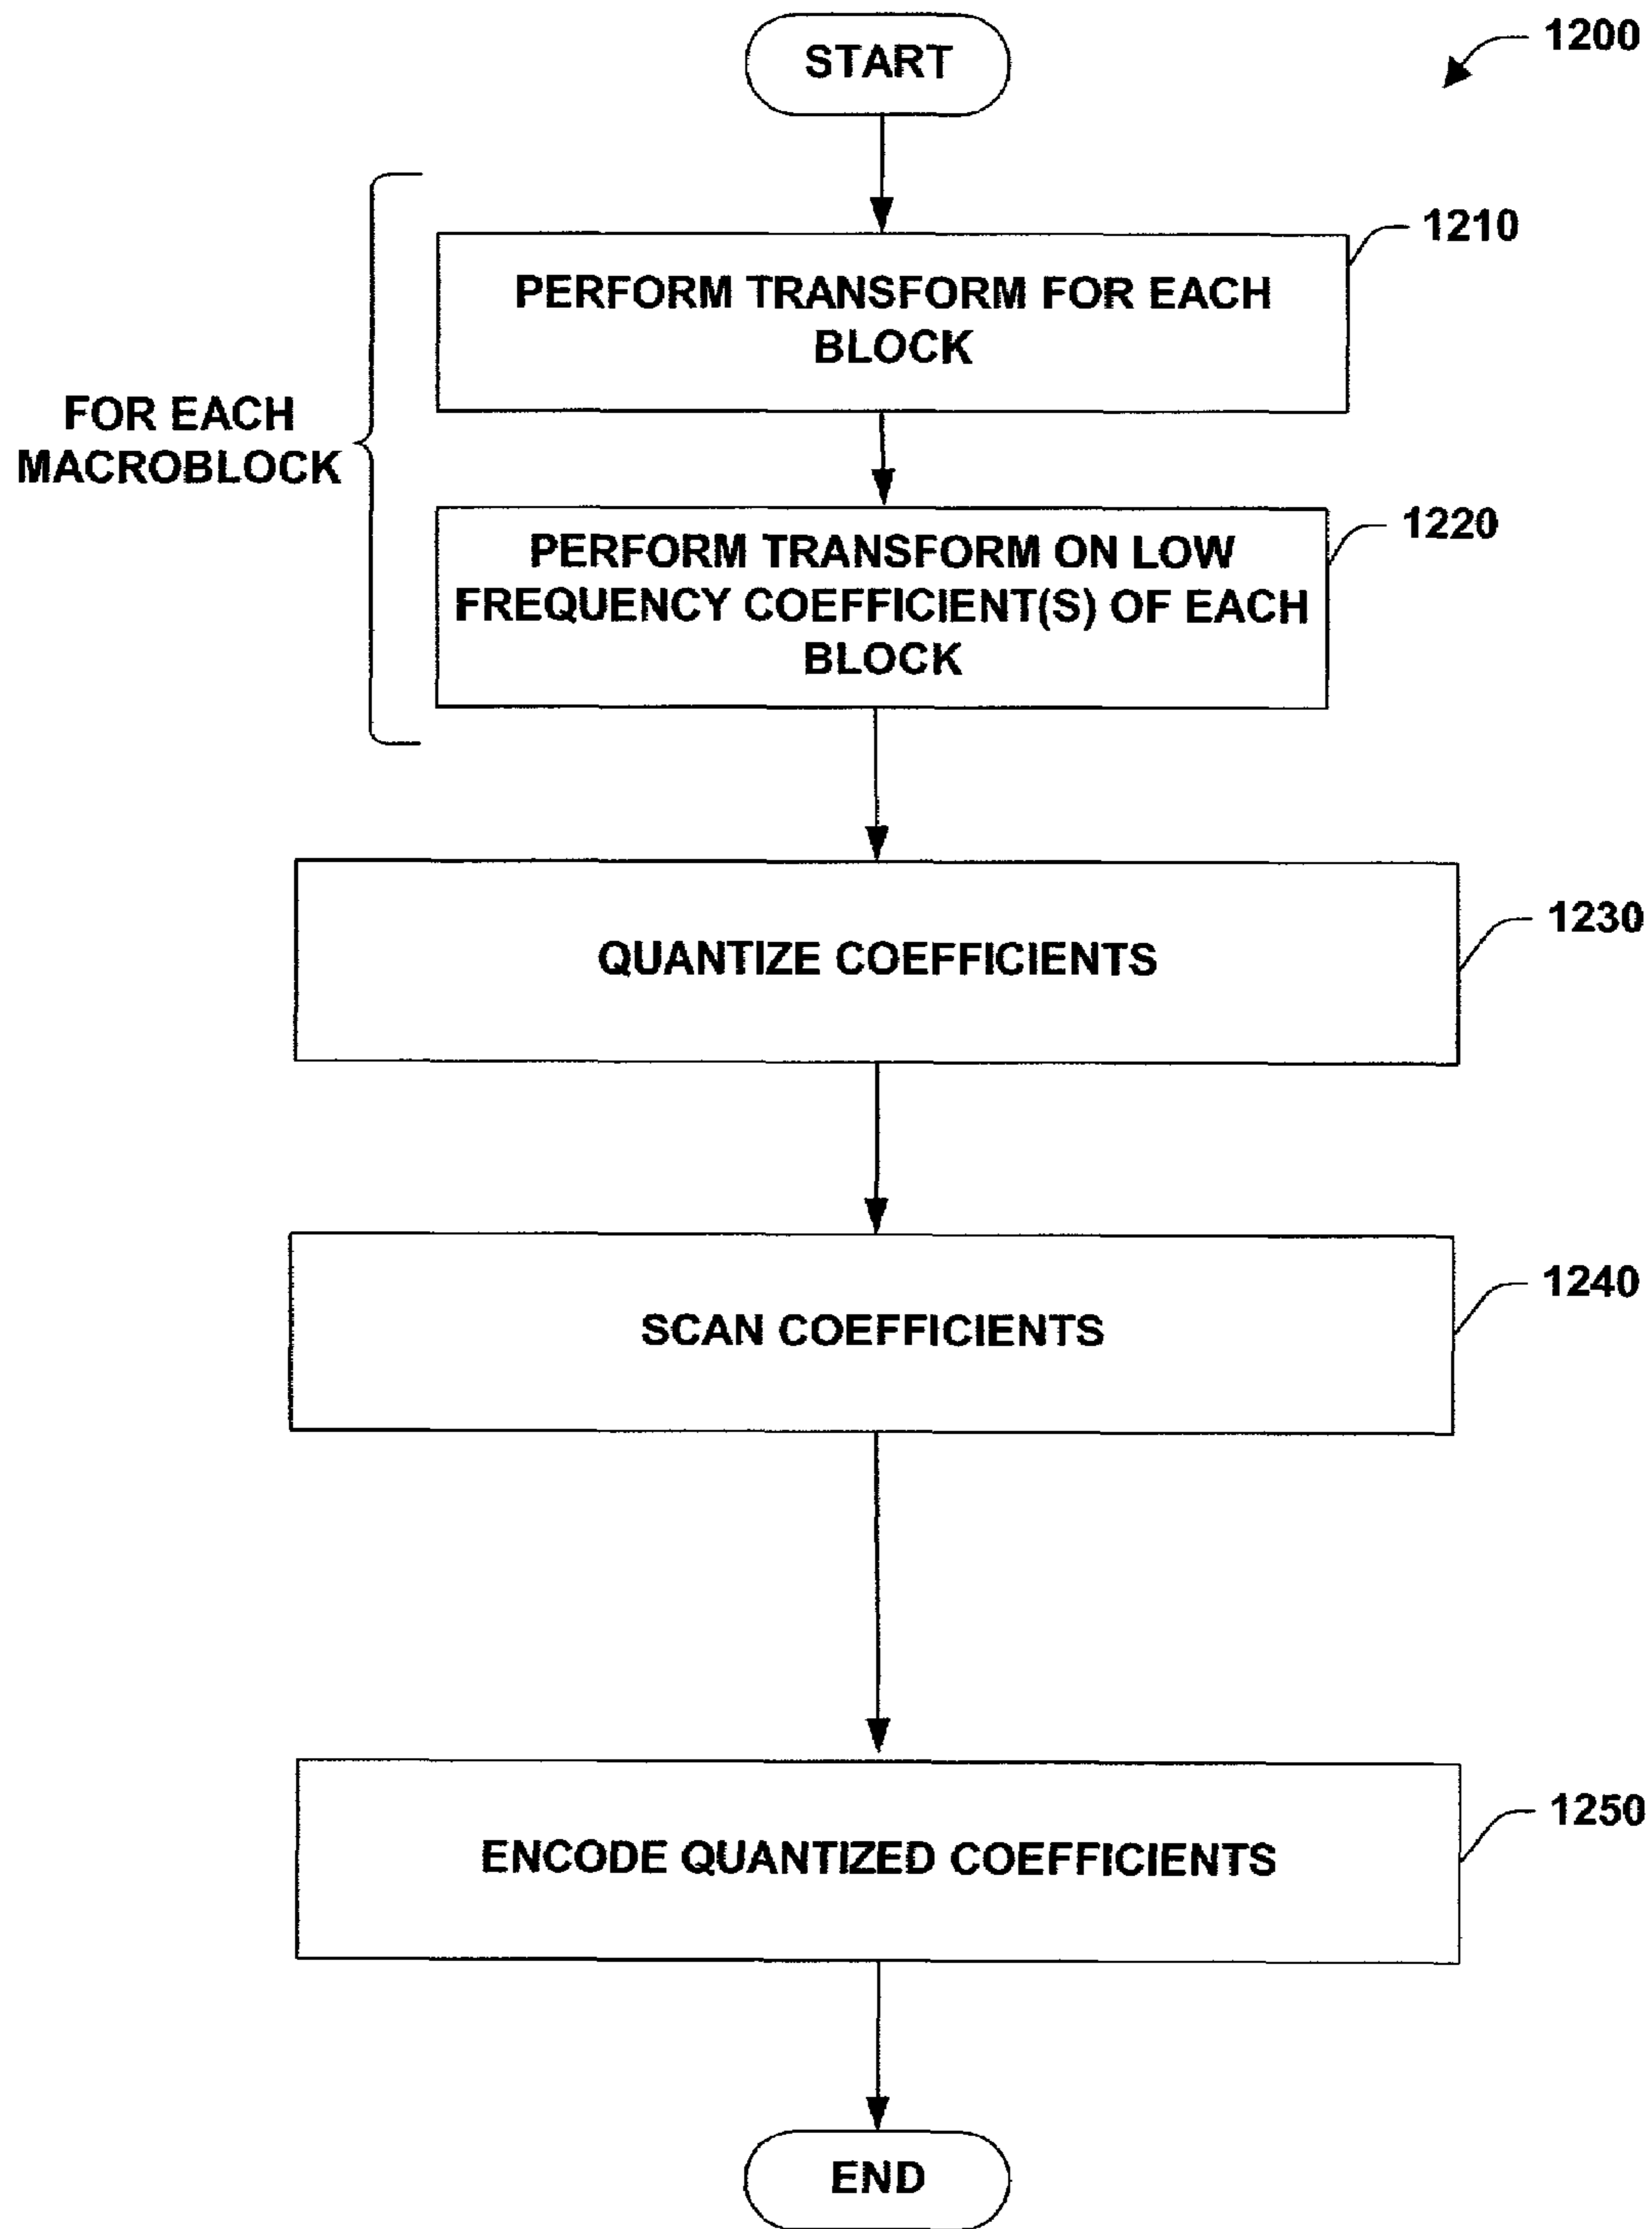 START
1200
1210
PERFORM TRANSFORM FOR EACH
BLOCK
FOR EACH
MACROBLOCK
1220
PERFORM TRANSFORM ON LOW
FREQUENCY COEFFICIENT(S) OF EACH
BLOCK
1230
QUANTIZE COEFFICIENTS
1240
SCAN COEFFICIENTS
1250
ENCODE QUANTIZED COEFFICIENTS
END